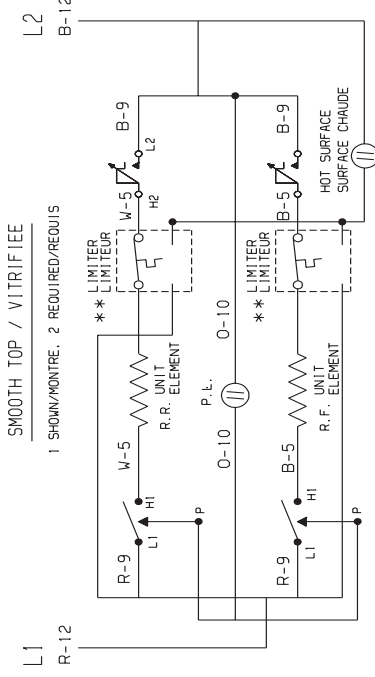 SMOOTH TOP / VITRIFIEE
1 SHOWN/MONTRE, 2 REQUIRED/REQUIS
L1
R-12
L2
B-12
R-9
L1
H1
P
W-5
R.R. UNIT
ELEMENT
** LIMITER
LIMITEUR
W-5
H2
L2
B-9
O-10
P.L.
O-10
R-9
L1
H1
P
B-5
R.F. UNIT
ELEMENT
** LIMITER
LIMITEUR
B-5
B-9
HOT SURFACE
SURFACE CHAUDE